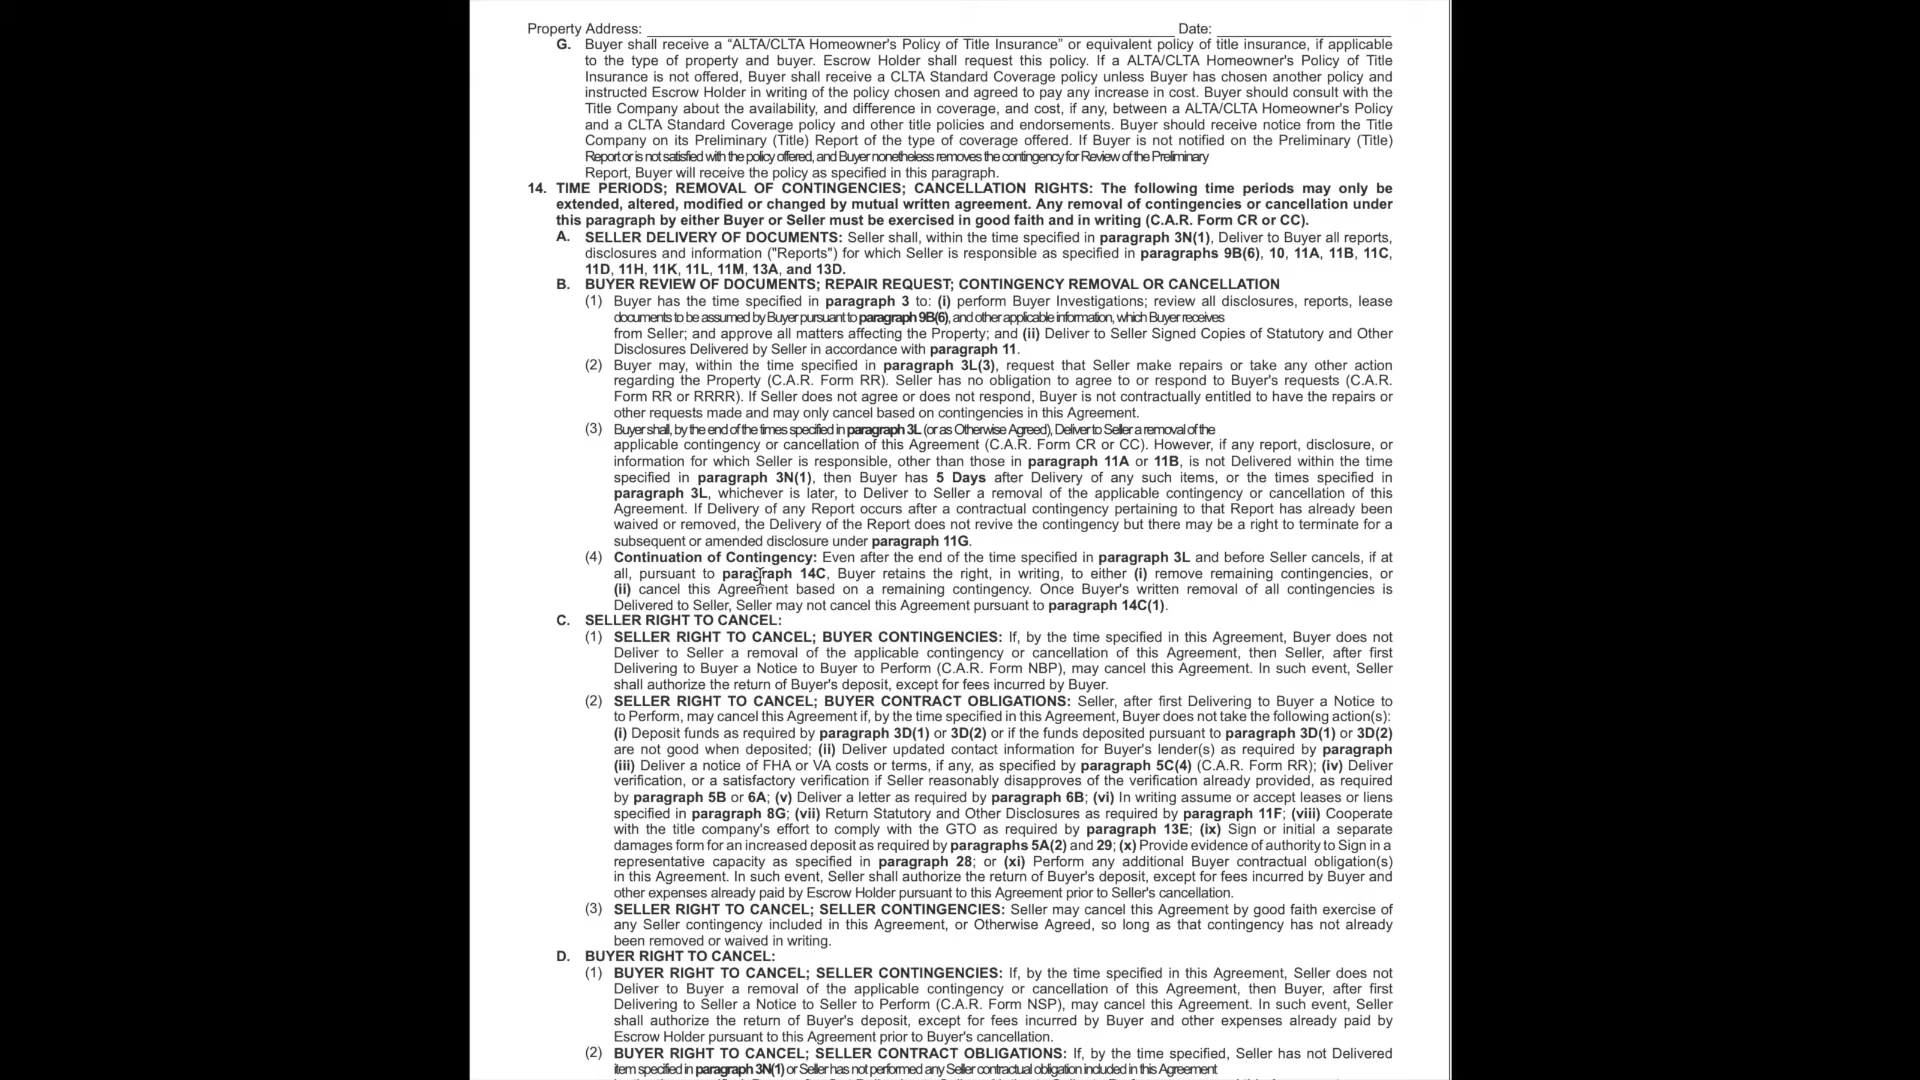 Property Address: Date:
G. Buyer shall receive a “ALTA/CLTA Homeowner's Policy of Title Insurance” or equivalent policy of title insurance, if applicable
to the type of property and buyer. Escrow Holder shall request this policy. If a ALTA/CLTA Homeowner's Policy of Title
Insurance is not offered, Buyer shall receive a CLTA Standard Coverage policy unless Buyer has chosen another policy and
instructed Escrow Holder in writing of the policy chosen and agreed to pay any increase in cost. Buyer should consult with the
Title Company about the availability, and difference in coverage, and cost, if any, between a ALTA/CLTA Homeowner's Policy
and a CLTA Standard Coverage policy and other title policies and endorsements. Buyer should receive notice from the Title
Company on its Preliminary (Title) Report of the type of coverage offered. If Buyer is not notified on the Preliminary (Title)
Report or is not satisfied with the policy offered, and Buyer nonetheless removes the contingency for Review of the Preliminary
Report, Buyer will receive the policy as specified in this paragraph.
14. TIME PERIODS; REMOVAL OF CONTINGENCIES; CANCELLATION RIGHTS: The following time periods may only be
extended, altered, modified or changed by mutual written agreement. Any removal of contingencies or cancellation under
this paragraph by either Buyer or Seller must be exercised in good faith and in writing (C.A.R. Form CR or CC).
A. SELLER DELIVERY OF DOCUMENTS: Seller shall, within the time specified in paragraph 3N(1), Deliver to Buyer all reports,
disclosures and information ("Reports") for which Seller is responsible as specified in paragraphs 9B(6), 10, 11A, 11B, 11C,
11D, 11H, 11K, 11L, 11M, 13A, and 13D.
B. BUYER REVIEW OF DOCUMENTS; REPAIR REQUEST; CONTINGENCY REMOVAL OR CANCELLATION
(1) Buyer has the time specified in paragraph 3 to: (i) perform Buyer Investigations; review all disclosures, reports, lease
documents to be assumed by Buyer pursuant to paragraph 9B(6), and other applicable information, which Buyer receives
from Seller; and approve all matters affecting the Property; and (ii) Deliver to Seller Signed Copies of Statutory and Other
Disclosures Delivered by Seller in accordance with paragraph 11.
(2) Buyer may, within the time specified in paragraph 3L(3), request that Seller make repairs or take any other action
regarding the Property (C.A.R. Form RR). Seller has no obligation to agree to or respond to Buyer's requests (C.A.R.
Form RR or RRRR). If Seller does not agree or does not respond, Buyer is not contractually entitled to have the repairs or
other requests made and may only cancel based on contingencies in this Agreement.
(3) Buyer shall, by the end of the times specified in paragraph 3L (or as Otherwise Agreed), Deliver to Seller a removal of the
applicable contingency or cancellation of this Agreement (C.A.R. Form CR or CC). However, if any report, disclosure, or
information for which Seller is responsible, other than those in paragraph 11A or 11B, is not Delivered within the time
specified in paragraph 3N(1), then Buyer has 5 Days after Delivery of any such items, or the times specified in
paragraph 3L, whichever is later, to Deliver to Seller a removal of the applicable contingency or cancellation of this
Agreement. If Delivery of any Report occurs after a contractual contingency pertaining to that Report has already been
waived or removed, the Delivery of the Report does not revive the contingency but there may be a right to terminate for a
subsequent or amended disclosure under paragraph 11G.
(4) Continuation of Contingency: Even after the end of the time specified in paragraph 3L and before Seller cancels, if at
all, pursuant to paragraph 14C, Buyer retains the right, in writing, to either (i) remove remaining contingencies, or
(ii) cancel this Agreement based on a remaining contingency. Once Buyer's written removal of all contingencies is
Delivered to Seller, Seller may not cancel this Agreement pursuant to paragraph 14C(1).
C. SELLER RIGHT TO CANCEL:
(1) SELLER RIGHT TO CANCEL; BUYER CONTINGENCIES: If, by the time specified in this Agreement, Buyer does not
Deliver to Seller a removal of the applicable contingency or cancellation of this Agreement, then Seller, after first
Delivering to Buyer a Notice to Buyer to Perform (C.A.R. Form NBP), may cancel this Agreement. In such event, Seller
shall authorize the return of Buyer's deposit, except for fees incurred by Buyer.
(2) SELLER RIGHT TO CANCEL; BUYER CONTRACT OBLIGATIONS: Seller, after first Delivering to Buyer a Notice to
to Perform, may cancel this Agreement if, by the time specified in this Agreement, Buyer does not take the following action(s):
(i) Deposit funds as required by paragraph 3D(1) or 3D(2) or if the funds deposited pursuant to paragraph 3D(1) or 3D(2)
are not good when deposited; (ii) Deliver updated contact information for Buyer's lender(s) as required by paragraph
(iii) Deliver a notice of FHA or VA costs or terms, if any, as specified by paragraph 5C(4) (C.A.R. Form RR); (iv) Deliver
verification, or a satisfactory verification if Seller reasonably disapproves of the verification already provided, as required
by paragraph 5B or 6A; (v) Deliver a letter as required by paragraph 6B; (vi) In writing assume or accept leases or liens
specified in paragraph 8G; (vii) Return Statutory and Other Disclosures as required by paragraph 11F; (viii) Cooperate
with the title company's effort to comply with the GTO as required by paragraph 13E; (ix) Sign or initial a separate
damages form for an increased deposit as required by paragraphs 5A(2) and 29; (x) Provide evidence of authority to Sign in a
representative capacity as specified in paragraph 28; or (xi) Perform any additional Buyer contractual obligation(s)
in this Agreement. In such event, Seller shall authorize the return of Buyer's deposit, except for fees incurred by Buyer and
other expenses already paid by Escrow Holder pursuant to this Agreement prior to Seller's cancellation.
(3) SELLER RIGHT TO CANCEL; SELLER CONTINGENCIES: Seller may cancel this Agreement by good faith exercise of
any Seller contingency included in this Agreement, or Otherwise Agreed, so long as that contingency has not already
been removed or waived in writing.
D. BUYER RIGHT TO CANCEL:
(1) BUYER RIGHT TO CANCEL; SELLER CONTINGENCIES: If, by the time specified in this Agreement, Seller does not
Deliver to Buyer a removal of the applicable contingency or cancellation of this Agreement, then Buyer, after first
Delivering to Seller a Notice to Seller to Perform (C.A.R. Form NSP), may cancel this Agreement. In such event, Seller
shall authorize the return of Buyer's deposit, except for fees incurred by Buyer and other expenses already paid by
Escrow Holder pursuant to this Agreement prior to Buyer's cancellation.
(2) BUYER RIGHT TO CANCEL; SELLER CONTRACT OBLIGATIONS: If, by the time specified, Seller has not Delivered
item specified in paragraph 3N(1) or Seller has not performed any Seller contractual obligation included in this Agreement